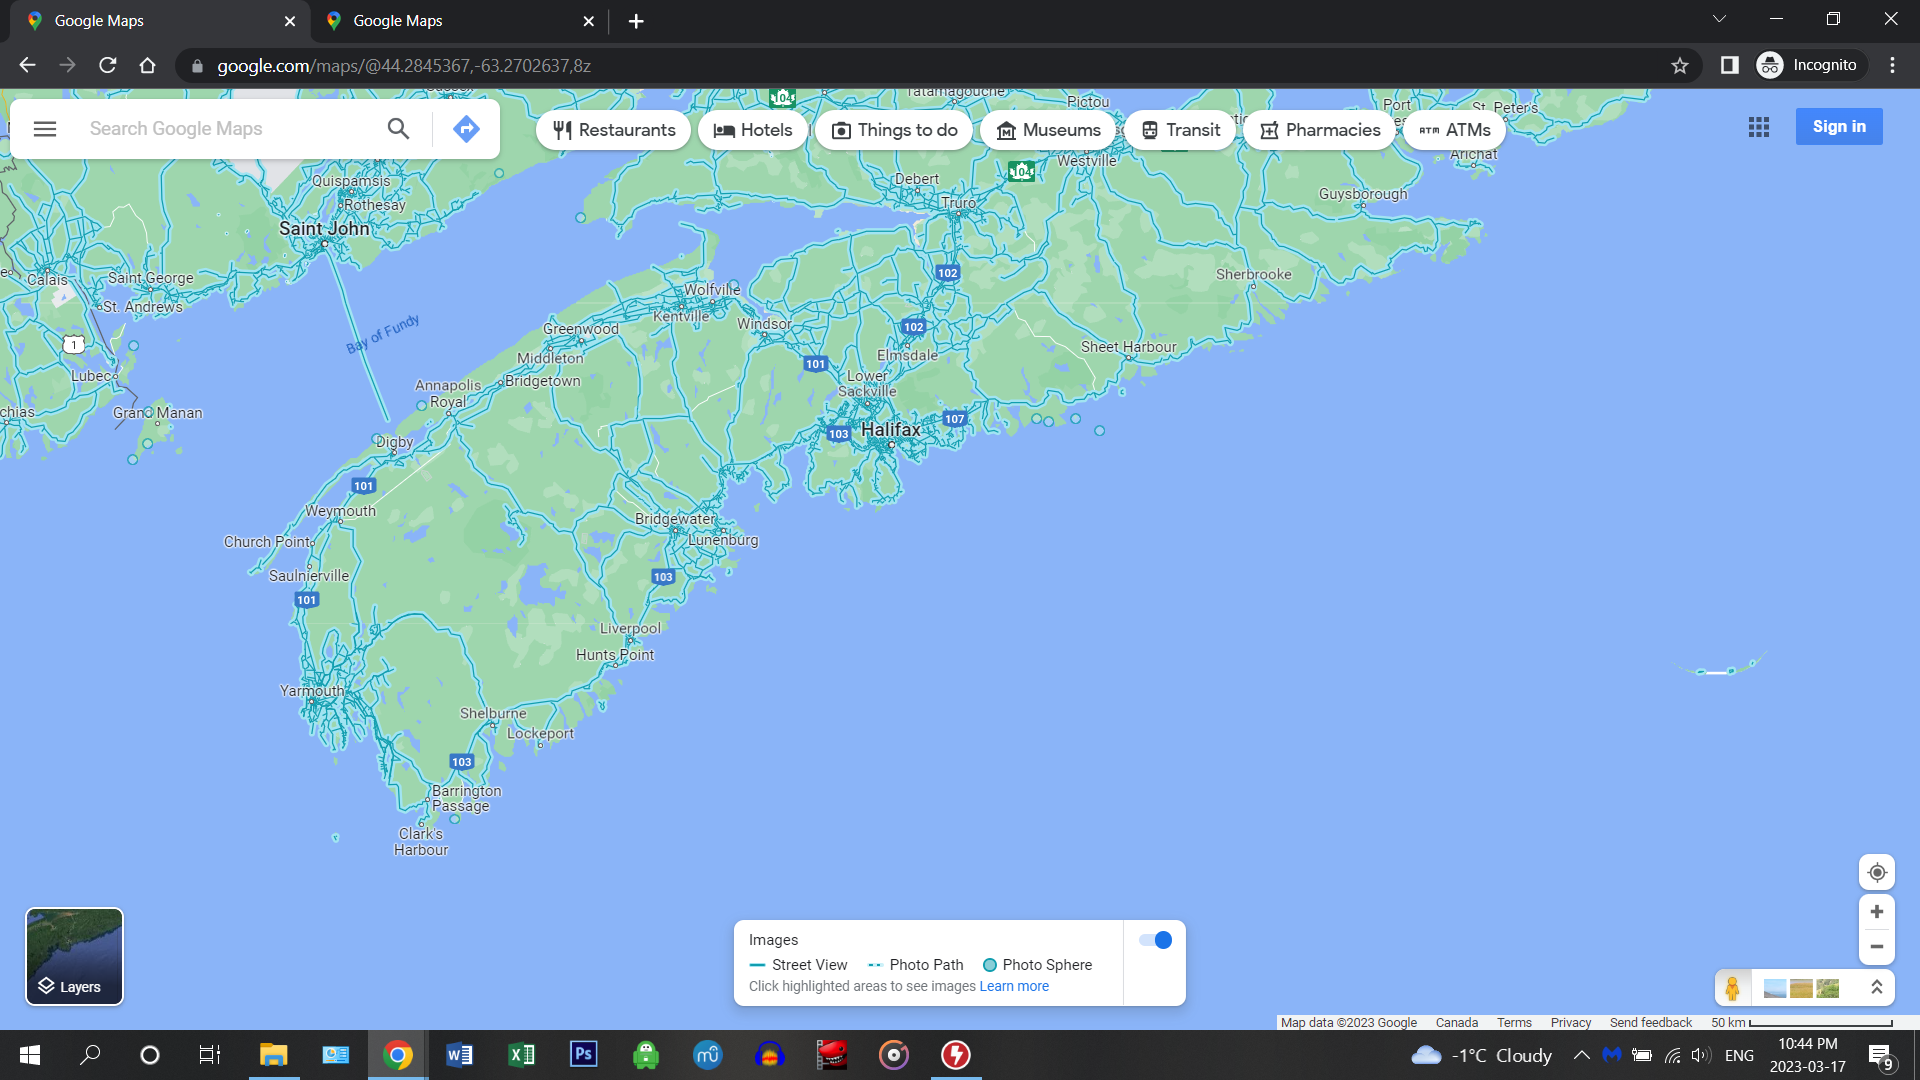 Google Maps
Google Maps
google.com/maps/@44.2845367,-63.2702637,8z
Incognito
Search Google Maps
Restaurants
Hotels
Things to do
Museums
Transit
Pharmacies
ATM ATMs
Sign in
Tatamagouche
Pictou
Port
St. Peter's
104
104
Westville
Arichat
Quispamsis
Rothesay
Saint John
Debert
Truro
Guysborough
Calais
Saint George
St. Andrews
Bay of Fundy
1
Lubec
Grand Manan
chias
Wolfville
Kentville
Windsor
Greenwood
Middleton
Bridgetown
Annapolis
Royal
Digby
102
102
Elmsdale
101
Lower
Sackville
103
Halifax
107
Sherbrooke
Sheet Harbour
101
Weymouth
Church Point
Saulnierville
101
Bridgewater
Lunenburg
103
Liverpool
Hunts Point
Yarmouth
Shelburne
Lockeport
103
Barrington
Passage
Clark's
Harbour
Layers
Images
Street View
Photo Path
Photo Sphere
Click highlighted areas to see images Learn more
Map data ©2023 Google
Canada
Terms
Privacy
Send feedback
50 km
-1°C Cloudy
ENG
10:44 PM
2023-03-17
9